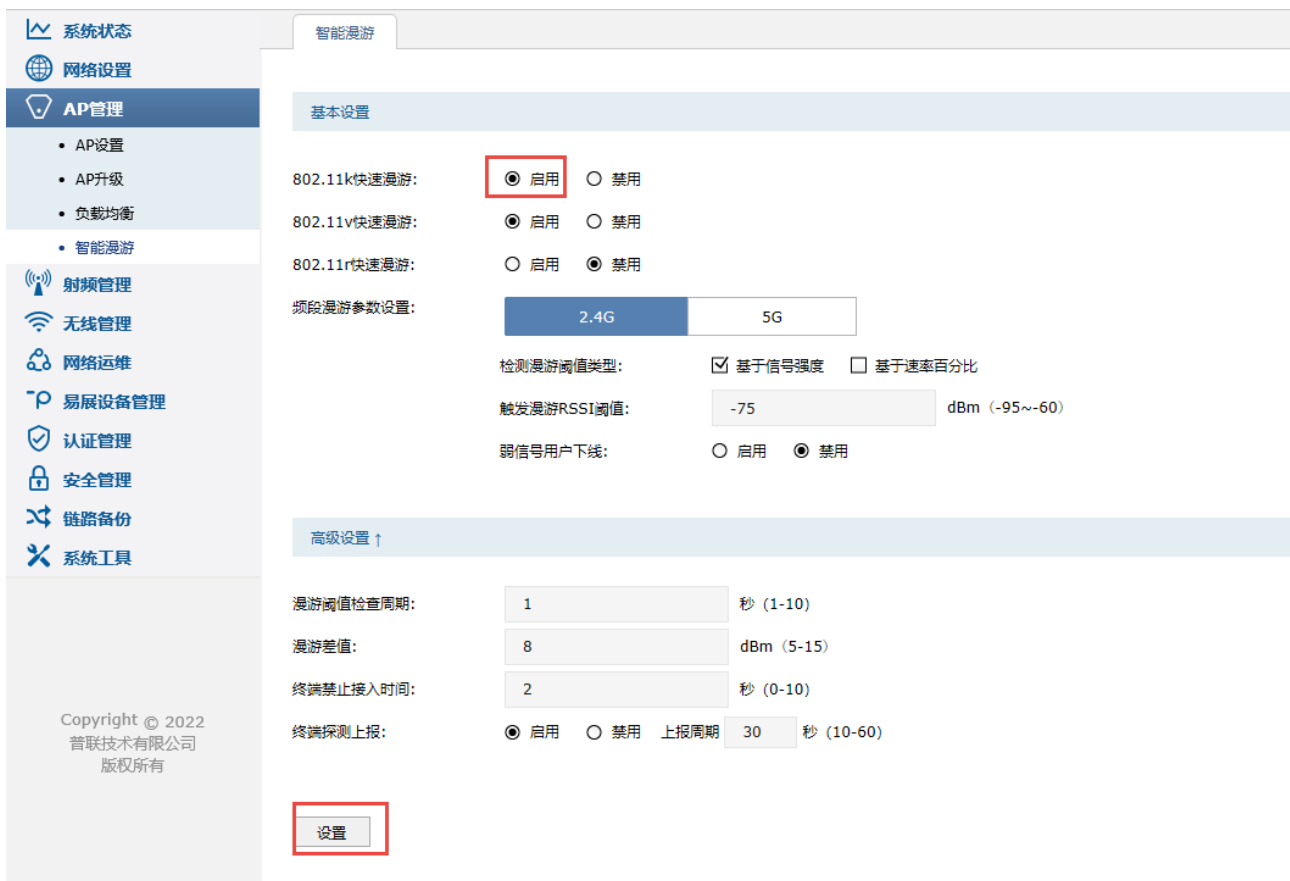 系统状态
网络设置
AP管理
• AP设置
• AP升级
• 负载均衡
• 智能漫游
射频管理
无线管理
网络运维
易展设备管理
认证管理
安全管理
链路备份
系统工具
Copyright © 2022
普联技术有限公司
版权所有
智能漫游
基本设置
802.11k快速漫游: 启用 禁用
802.11v快速漫游: 启用 禁用
802.11r快速漫游: 启用 禁用
频段漫游参数设置: 2.4G 5G
检测漫游阈值类型: 基于信号强度 基于速率百分比
触发漫游RSSI阈值: -75 dBm（-95~-60）
弱信号用户下线: 启用 禁用
高级设置↑
漫游阈值检查周期: 1 秒 (1-10)
漫游差值: 8 dBm（5-15）
终端禁止接入时间: 2 秒 (0-10)
终端探测上报: 启用 禁用 上报周期 30 秒 (10-60)
设置